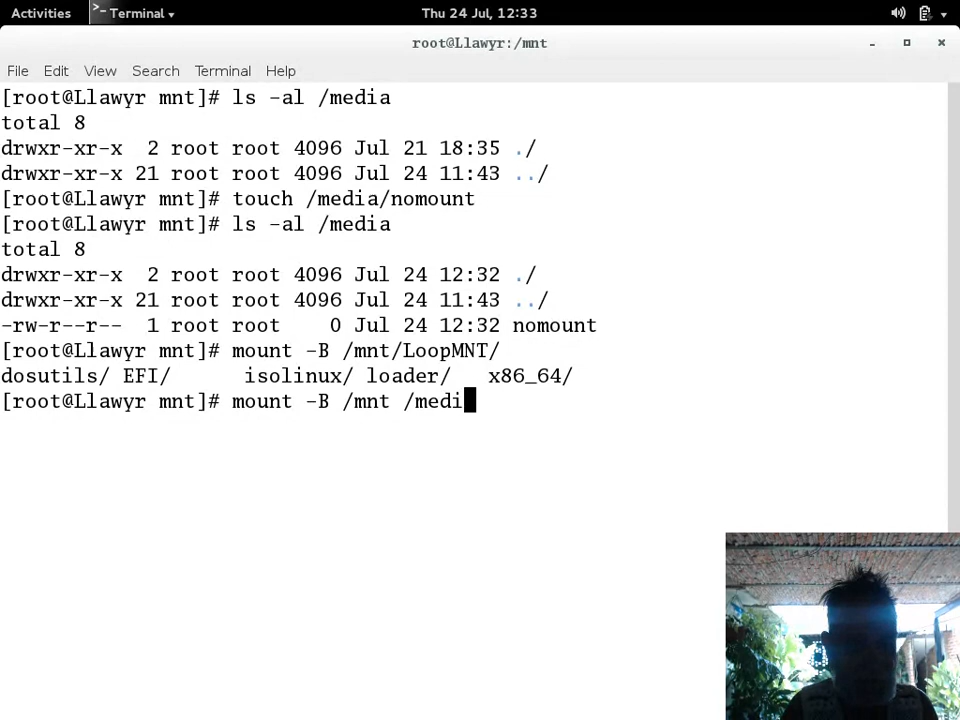 Activities Terminal Thu 24 Jul, 12:33
root@Llawyr:/mnt
File Edit View Search Terminal Help
[root@Llawyr mnt]# ls -al /media
total 8
drwxr-xr-x 2 root root 4096 Jul 21 18:35 ./
drwxr-xr-x 21 root root 4096 Jul 24 11:43 ../
[root@Llawyr mnt]# touch /media/nomount
[root@Llawyr mnt]# ls -al /media
total 8
drwxr-xr-x 2 root root 4096 Jul 24 12:32 ./
drwxr-xr-x 21 root root 4096 Jul 24 11:43 ../
-rw-r--r-- 1 root root 0 Jul 24 12:32 nomount
[root@Llawyr mnt]# mount -B /mnt/LoopMNT/
dosutils/ EFI/ isolinux/ loader/ x86_64/
[root@Llawyr mnt]# mount -B /mnt /medi